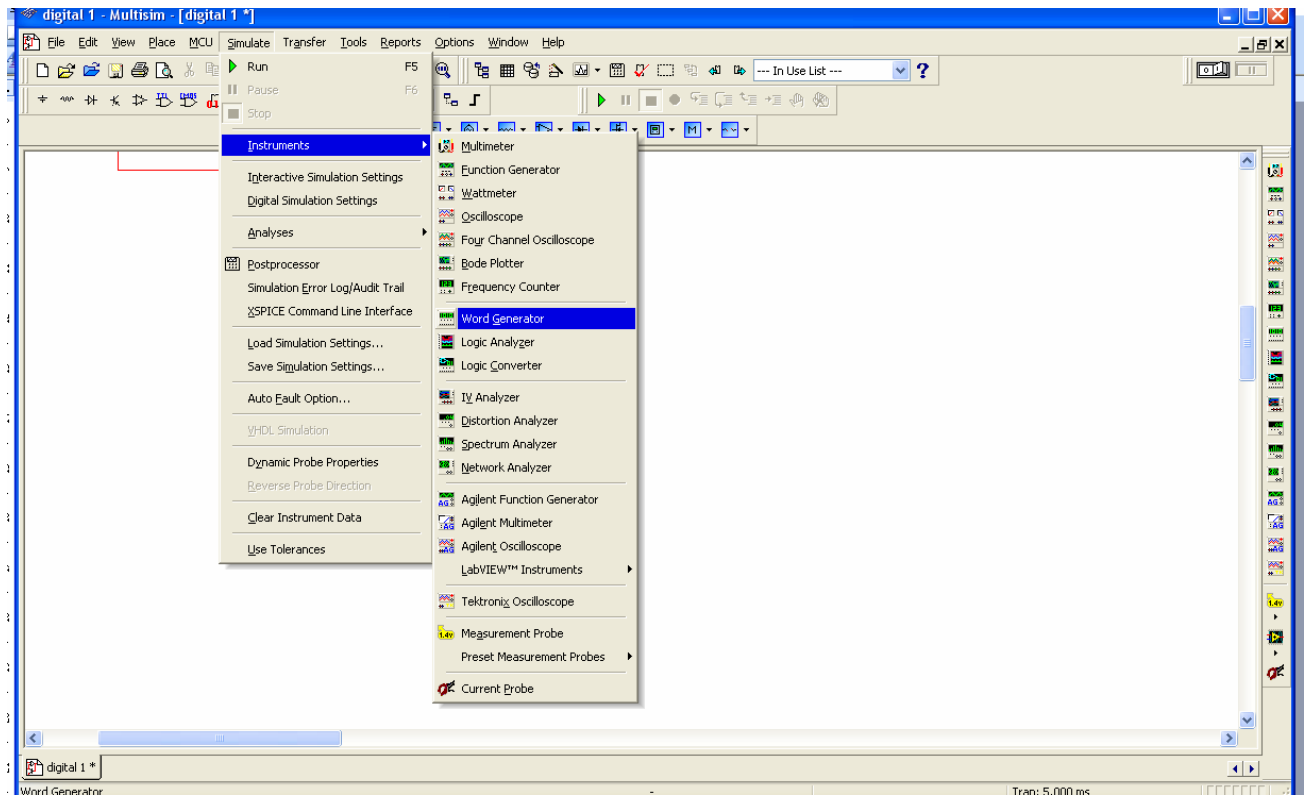 digital 1 - Multisim - [digital 1 *]
File Edit View Place MCU Simulate Transfer Tools Reports Options Window Help
--- In Use List ---
Run F5
Pause F6
Stop
Instruments
Interactive Simulation Settings
Digital Simulation Settings
Analyses
Postprocessor
Simulation Error Log/Audit Trail
XSPICE Command Line Interface
Load Simulation Settings...
Save Simulation Settings...
Auto Fault Option...
VHDL Simulation
Dynamic Probe Properties
Reverse Probe Direction
Clear Instrument Data
Use Tolerances
Multimeter
Function Generator
Wattmeter
Oscilloscope
Four Channel Oscilloscope
Bode Plotter
Frequency Counter
Word Generator
Logic Analyzer
Logic Converter
IV Analyzer
Distortion Analyzer
Spectrum Analyzer
Network Analyzer
Agilent Function Generator
Agilent Multimeter
Agilent Oscilloscope
LabVIEW™ Instruments
Tektronix Oscilloscope
Measurement Probe
Preset Measurement Probes
Current Probe
digital 1 *
Word Generator - Tran: 5.000 ms